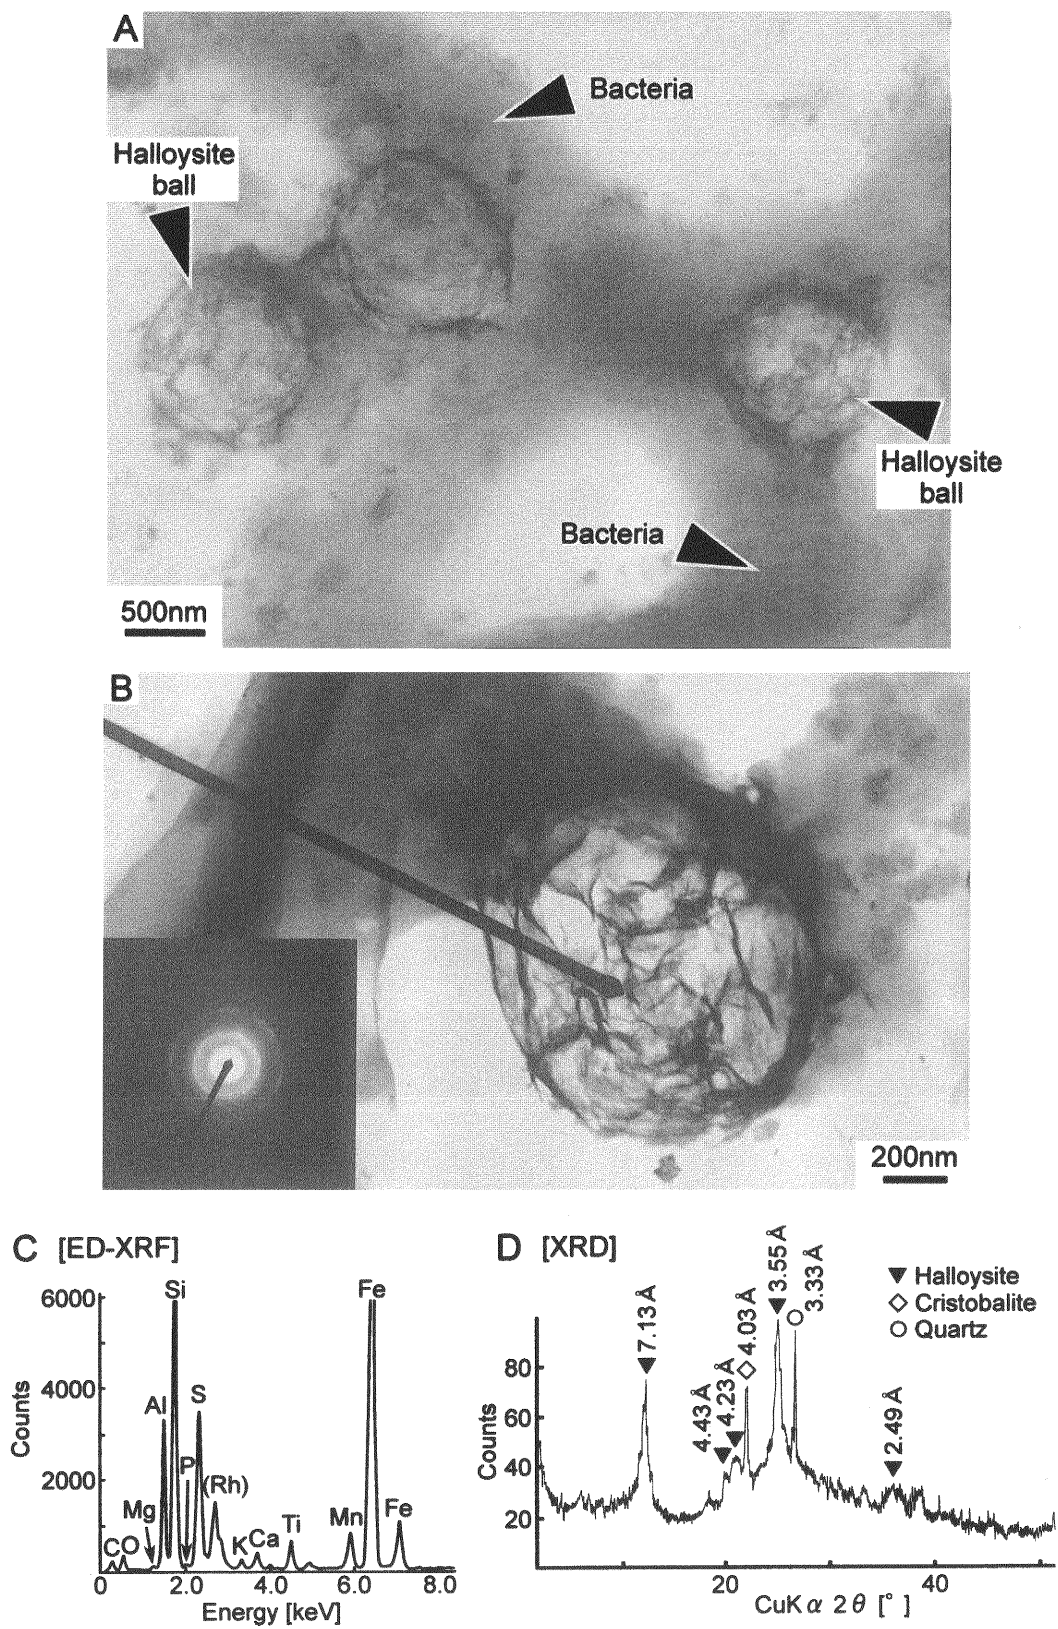 A
Bacteria
Halloysite
ball
Halloysite
ball
Bacteria
500nm
B
200nm
C [ED-XRF]
Si
Fe
6000
4000
2000
Counts
Al
S
P
(Rh)
Mg
C
O
K
Ca
Ti
Mn
Fe
0
2.0
4.0
6.0
8.0
Energy [keV]
D [XRD]
▼ Halloysite
◇ Cristobalite
○ Quartz
7.13 Å
4.43 Å
4.23 Å
4.03 Å
3.55 Å
3.33 Å
2.49 Å
80
60
40
20
Counts
20
40
CuK α 2 θ [°]